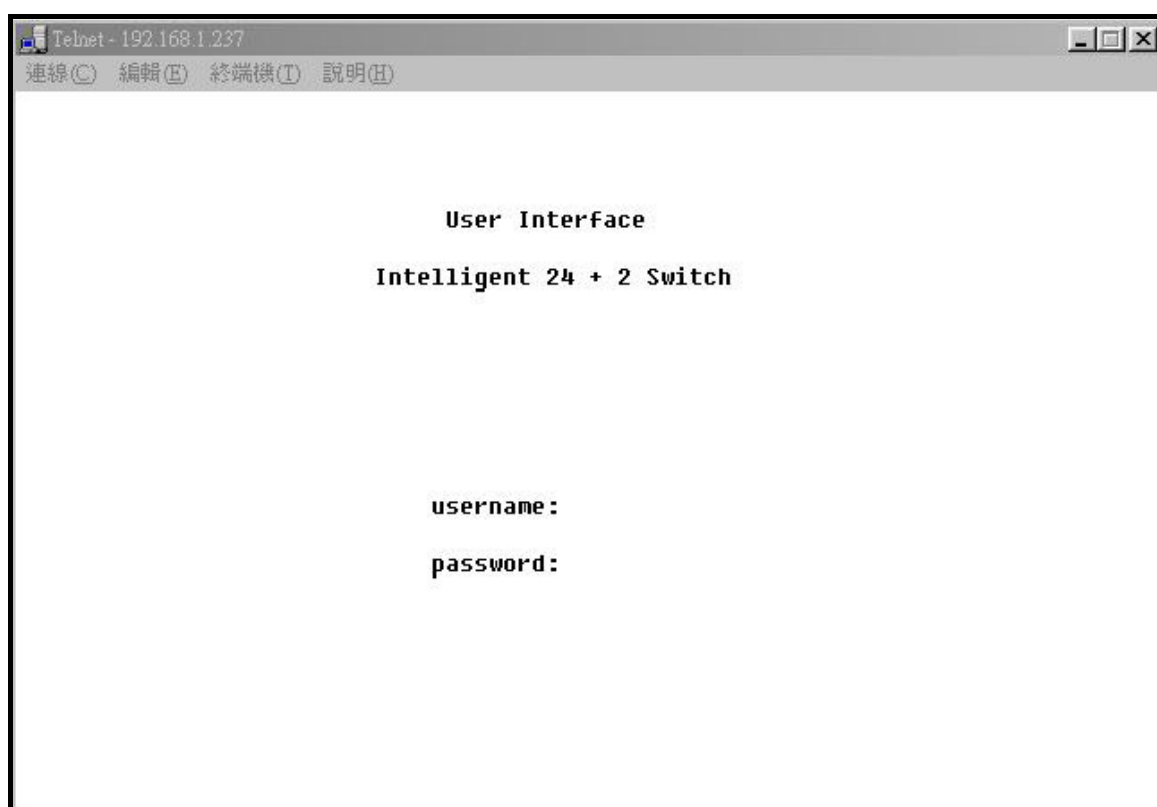 Telnet - 192.168.1.237
連線(C) 編輯(E) 終端機(T) 說明(H)
User Interface
Intelligent 24 + 2 Switch
username:
password: